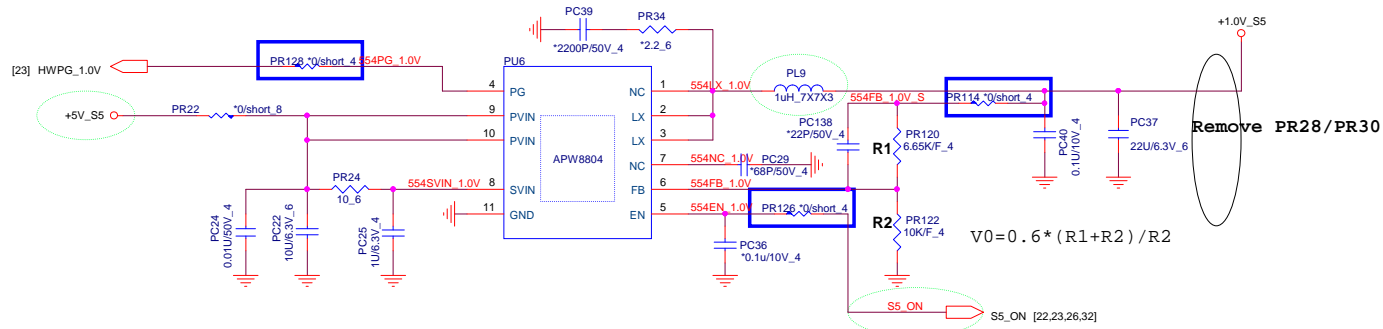 PC39
PR34
+1.0V_S5
*2200P/50V_4
*2.2_6
[23] HWPG_1.0V
PR128 *0/short_4
554PG_1.0V
PU6
PL9
1uH_7X7X3
554LX_1.0V
4
PG
NC
1
+5V_S5
PR22
*0/short_8
9
PVIN
LX
2
10
PVIN
LX
3
APW8804
NC
7
554NC_1.0V
PC29
*68P/50V_4
PR24
10_6
554SVIN_1.0V
8
SVIN
FB
6
554FB_1.0V
11
GND
EN
5
554EN_1.0V
PR126 *0/short_4
554FB_1.0V_S
PR114 *0/short_4
PC138
*22P/50V_4
R1
PR120
6.65K/F_4
PC40
0.1U/10V_4
PC37
22U/6.3V_6
Remove PR28/PR30
R2
PR122
10K/F_4
V0=0.6*(R1+R2)/R2
PC24
0.01U/50V_4
PC22
10U/6.3V_6
PC25
1U/6.3V_4
PC36
*0.1u/10V_4
S5_ON
S5_ON [22,23,26,32]